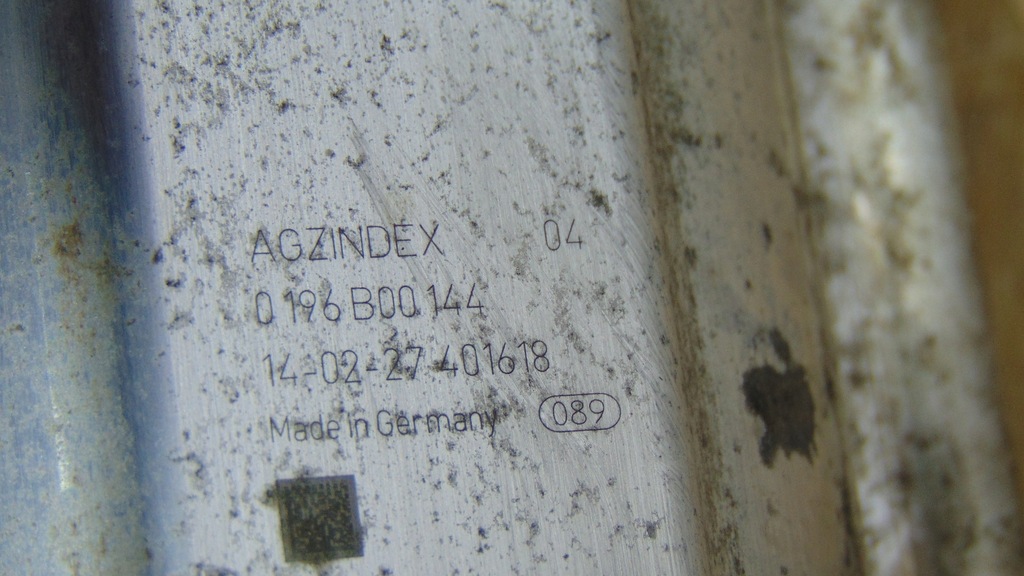 AGZINDEX 04
0 196 B00 144
14-02-27 401618
Made in Germany 089